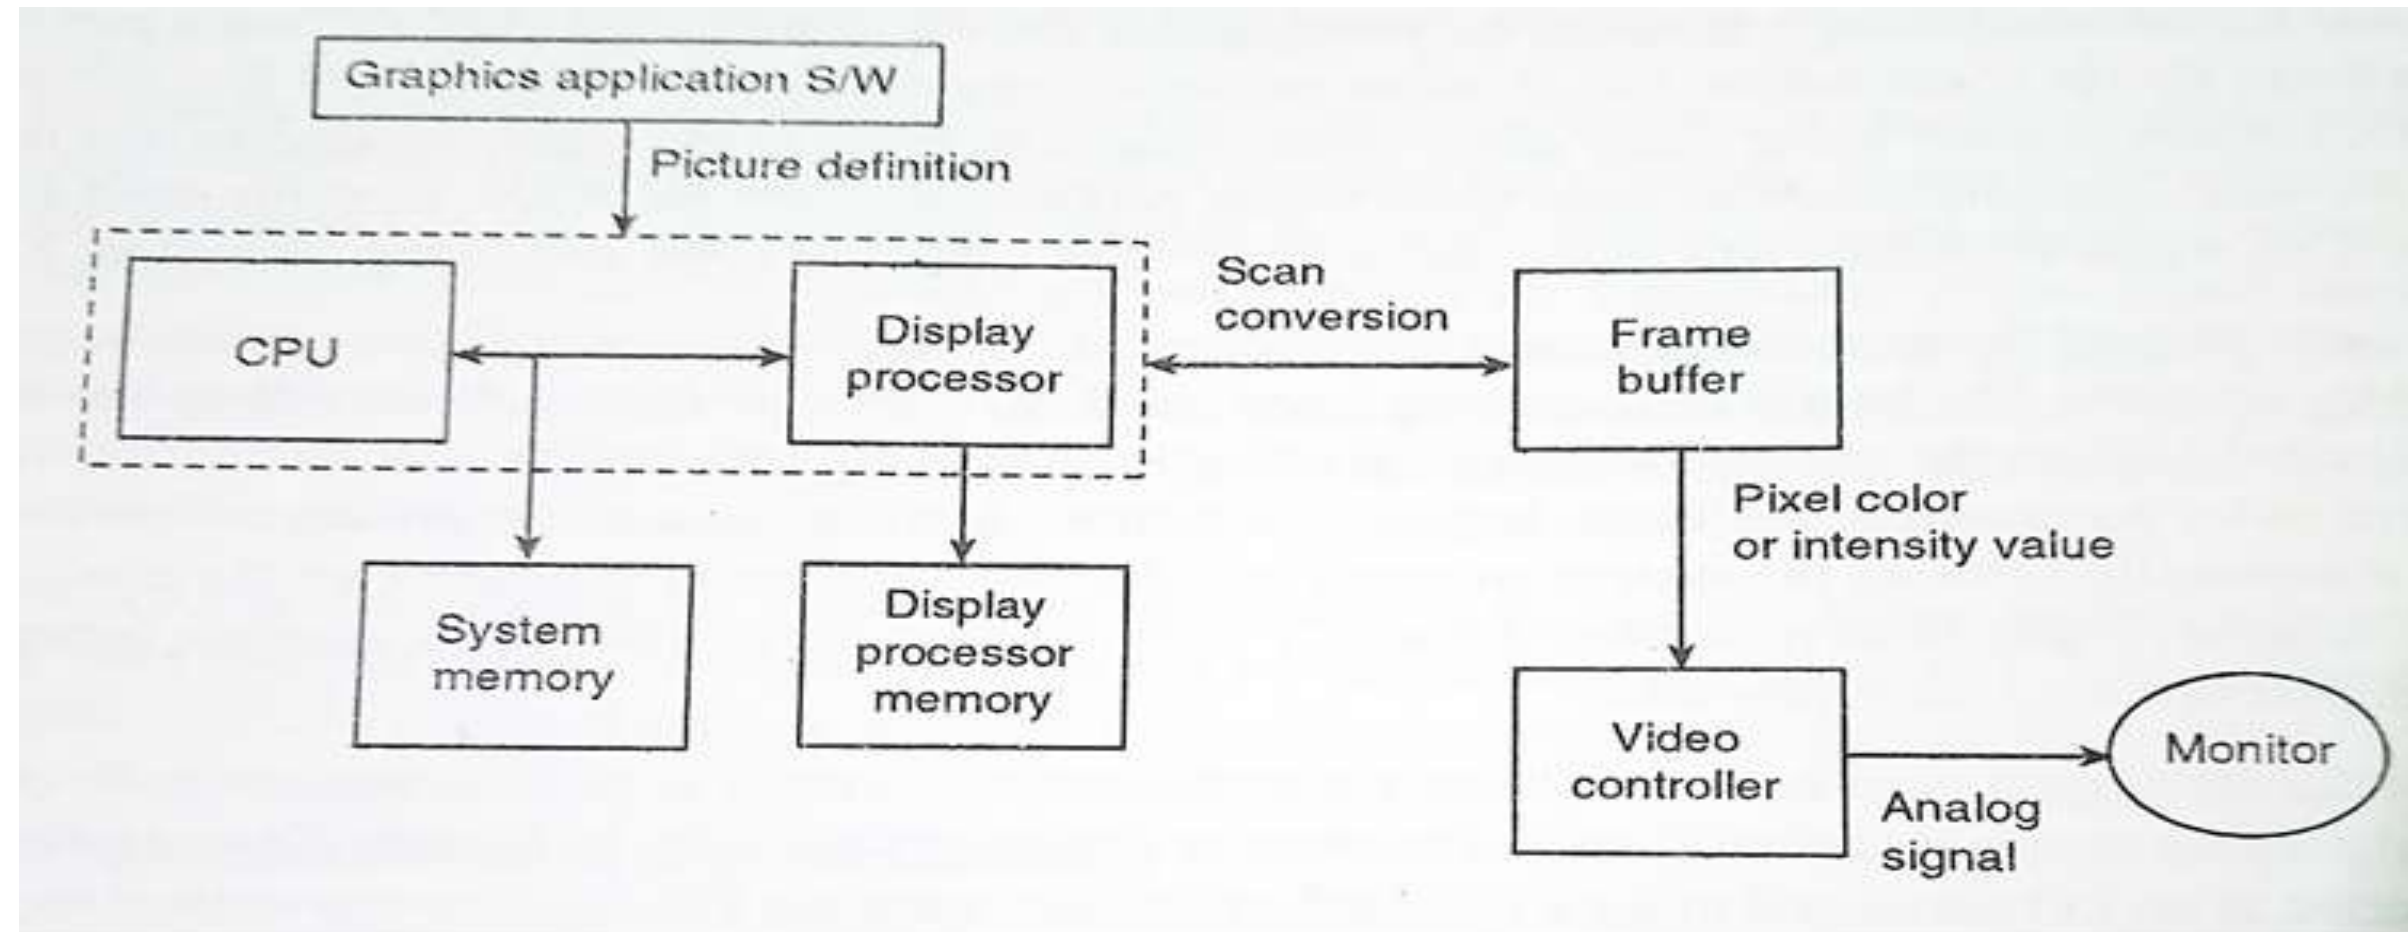 Graphics application S/W
Picture definition
CPU
Display
processor
Scan
conversion
Frame
buffer
System
memory
Display
processor
memory
Pixel color
or intensity value
Video
controller
Analog
signal
Monitor